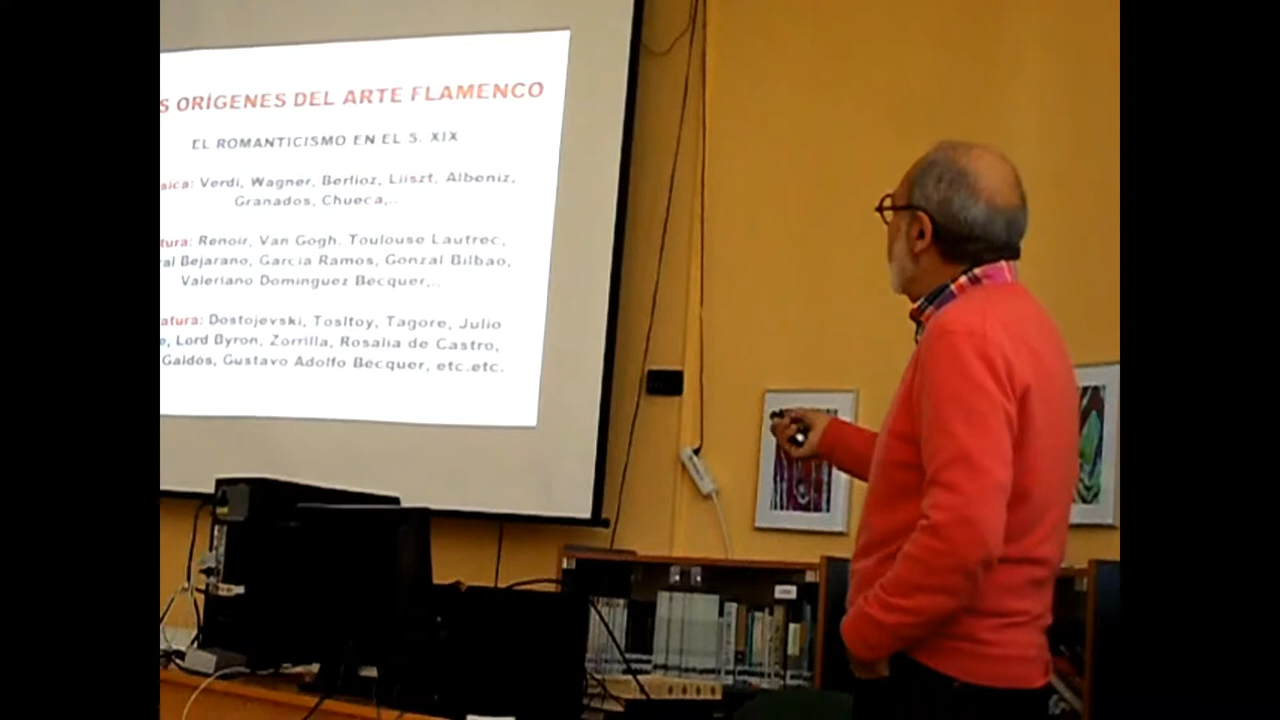 S ORÍGENES DEL ARTE FLAMENCO
EL ROMANTICISMO EN EL S. XIX
sica: Verdi, Wagner, Berlioz, Liiszt, Albeniz,
Granados, Chueca,..
tura: Renoir, Van Gogh. Toulouse Lautrec,
ral Bejarano, García Ramos, Gonzal Bilbao,
Valeriano Dominguez Becquer,..
atura: Dostojevski, Tosltoy, Tagore, Julio
e, Lord Byron, Zorrilla, Rosalia de Castro,
Galdós, Gustavo Adolfo Becquer, etc.etc.